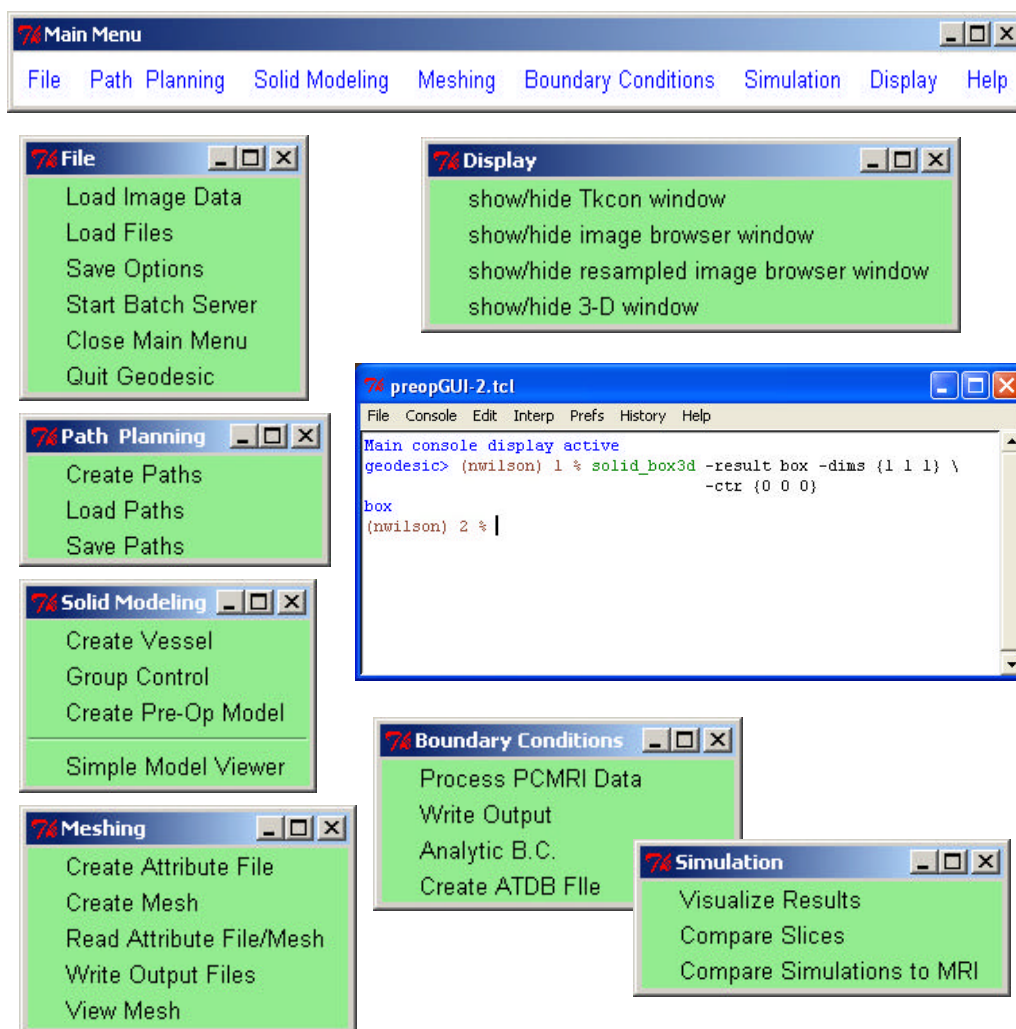 Main Menu
File Path Planning Solid Modeling Meshing Boundary Conditions Simulation Display Help
File
Load Image Data
Load Files
Save Options
Start Batch Server
Close Main Menu
Quit Geodesic
Display
show/hide Tkcon window
show/hide image browser window
show/hide resampled image browser window
show/hide 3-D window
preopGUI-2.tcl
File Console Edit Interp Prefs History Help
Main console display active
geodesic> (nwilson) 1 % solid_box3d -result box -dims {1 1 1} \
-ctr {0 0 0}
box
(nwilson) 2 %
Path Planning
Create Paths
Load Paths
Save Paths
Solid Modeling
Create Vessel
Group Control
Create Pre-Op Model
Simple Model Viewer
Boundary Conditions
Process PCMRI Data
Write Output
Analytic B.C.
Create ATDB FIle
Meshing
Create Attribute File
Create Mesh
Read Attribute File/Mesh
Write Output Files
View Mesh
Simulation
Visualize Results
Compare Slices
Compare Simulations to MRI